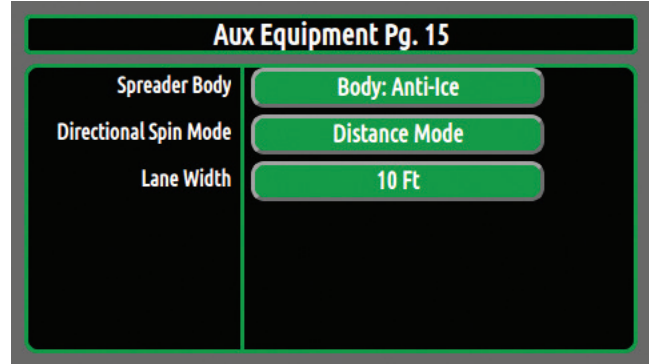 Aux Equipment Pg. 15
Spreader Body Body: Anti-Ice
Directional Spin Mode Distance Mode
Lane Width 10 Ft